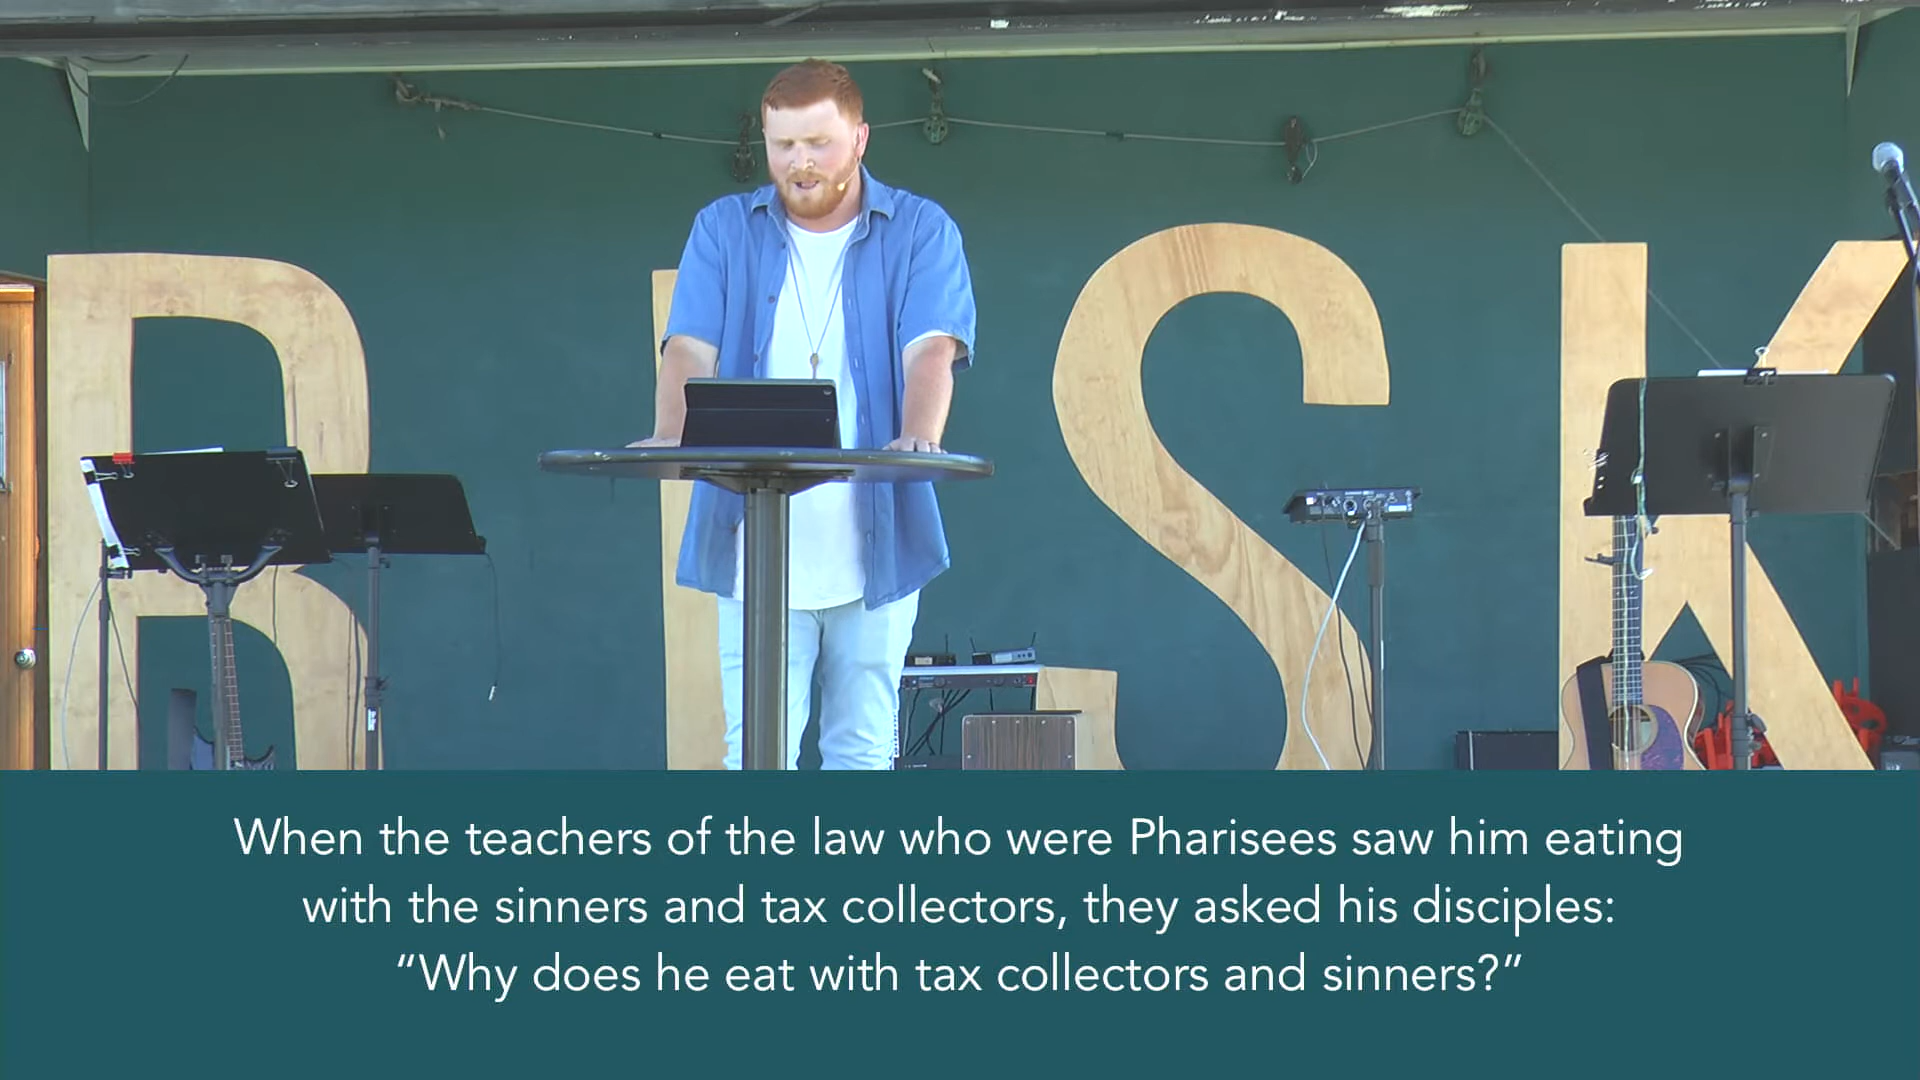 RISK
When the teachers of the law who were Pharisees saw him eating
with the sinners and tax collectors, they asked his disciples:
“Why does he eat with tax collectors and sinners?”